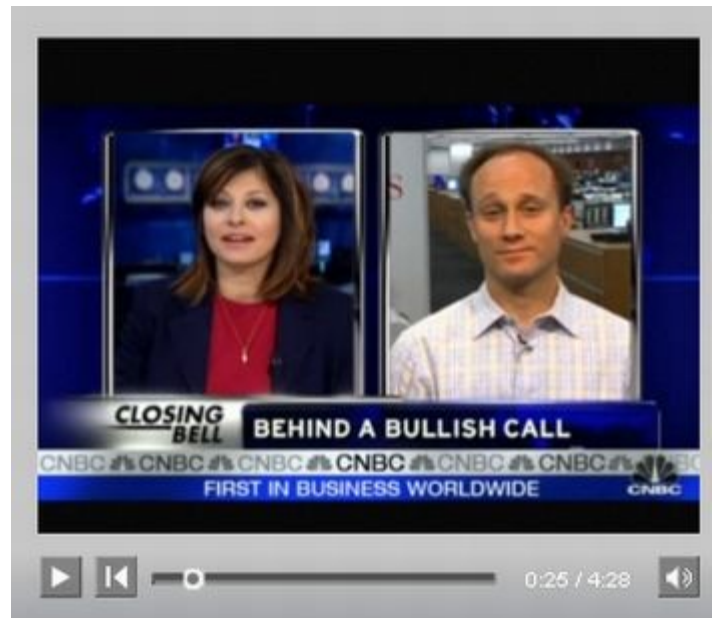 S
CLOSING
BELL
BEHIND A BULLISH CALL
CNBC CNBC CNBC CNBC CNBC CNBC CNBC
FIRST IN BUSINESS WORLDWIDE
CNBC
0:25 / 4:28